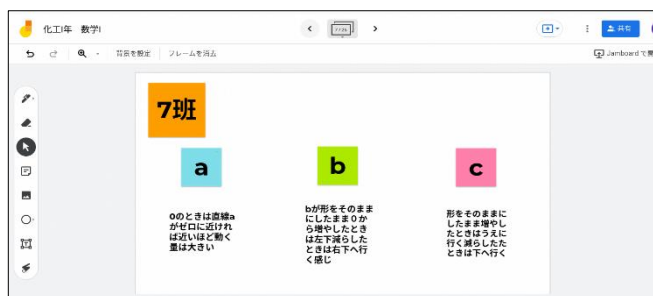 化工I年 数学I
共有
背景を設定 フレームを消去
Jamboard で開
7班
a
b
c
0のときは直線a
がゼロに近けれ
ば近いほど動く
量は大きい
bが形をそのまま
にしたまま0か
ら増やしたとき
は左下減らした
ときは右下へ行
く感じ
形をそのままに
したまま増やし
たときはうえに
行く減らしたた
ときは下へ行く